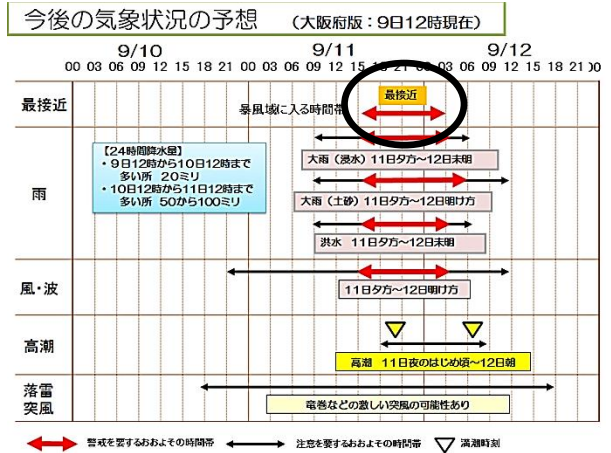 今後の気象状況の予想 （大阪府版：9日12時現在）
9/10 9/11 9/12
00 03 06 09 12 15 18 21 00 03 06 09 12 15 18 21 00 03 06 09 12 15 18 21 00
最接近
最接近
暴風域に入る時間帯
雨
【24時間降水量】
・9日12時から10日12時まで
多い所 20ミリ
・10日12時から11日12時まで
多い所 50から100ミリ
大雨（浸水）11日夕方～12日未明
大雨（土砂）11日夕方～12日明け方
洪水 11日夕方～12日未明
風・波
11日夕方～12日明け方
高潮
高潮 11日夜のはじめ頃～12日朝
落雷
突風
竜巻などの激しい突風の可能性あり
警戒を要するおおよその時間帯 注意を要するおおよその時間帯 満潮時刻